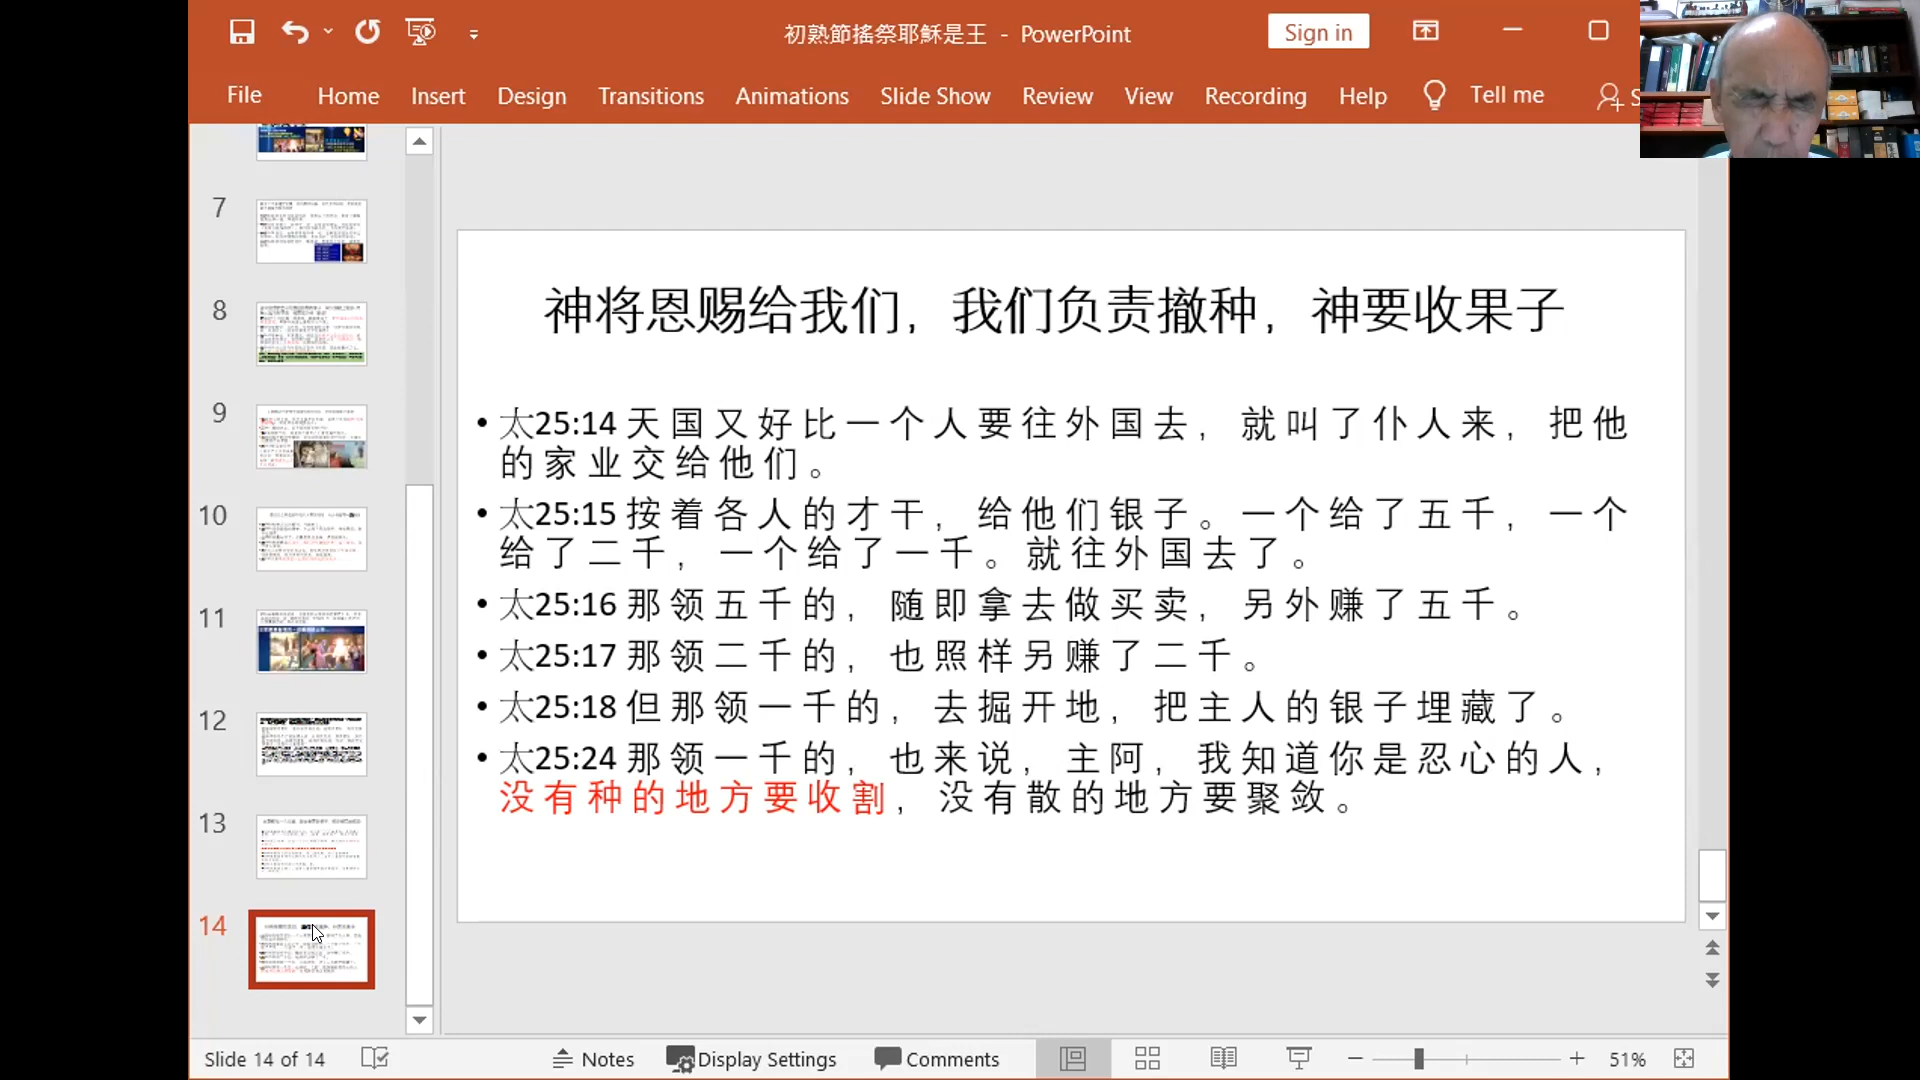 初熟節搖祭耶穌是王 - PowerPoint
Sign in
File Home Insert Design Transitions Animations Slide Show Review View Recording Help Tell me S
7
8
9
10
11
12
13
14
神将恩赐给我们，我们负责撤种，神要收果子
• 太25:14 天国又好比一个人要往外国去，就叫了仆人来，把他
的家业交给他们。
• 太25:15 按着各人的才干，给他们银子。一个给了五千，一个
给了二千，一个给了一千。就往外国去了。
• 太25:16 那领五千的，随即拿去做买卖，另外赚了五千。
• 太25:17 那领二千的，也照样另赚了二千。
• 太25:18 但那领一千的，去掘开地，把主人的银子埋藏了。
• 太25:24 那领一千的，也来说，主阿，我知道你是忍心的人，
没有种的地方要收割，没有散的地方要聚敛。
Slide 14 of 14 Notes Display Settings Comments 51%